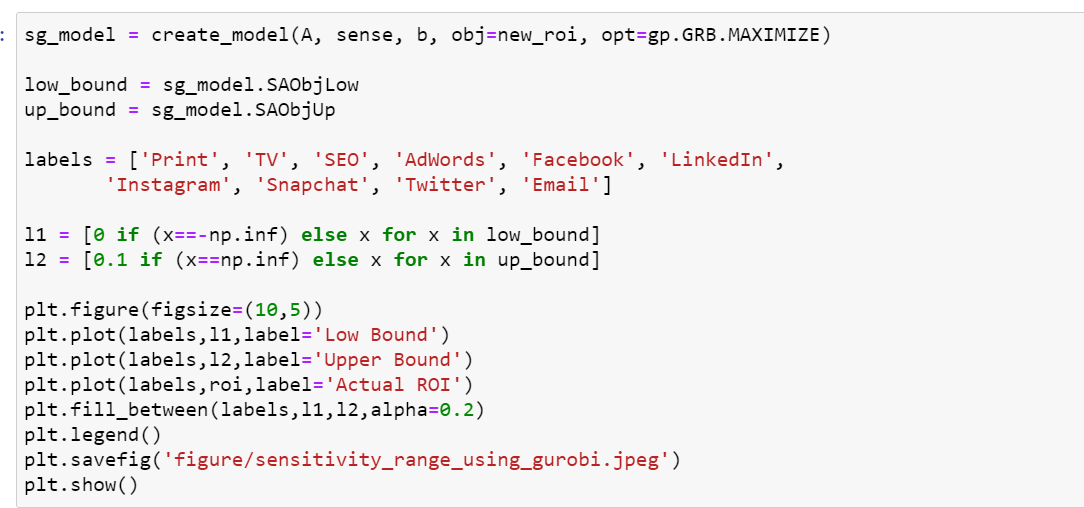 : sg_model = create_model(A, sense, b, obj=new_roi, opt=gp.GRB.MAXIMIZE)
low_bound = sg_model.SAObjLow
up_bound = sg_model.SAObjUp
labels = ['Print', 'TV', 'SEO', 'AdWords', 'Facebook', 'LinkedIn',
'Instagram', 'Snapchat', 'Twitter', 'Email']
l1 = [0 if (x==-np.inf) else x for x in low_bound]
l2 = [0.1 if (x==np.inf) else x for x in up_bound]
plt.figure(figsize=(10,5))
plt.plot(labels,l1,label='Low Bound')
plt.plot(labels,l2,label='Upper Bound')
plt.plot(labels,roi,label='Actual ROI')
plt.fill_between(labels,l1,l2,alpha=0.2)
plt.legend()
plt.savefig('figure/sensitivity_range_using_gurobi.jpeg')
plt.show()